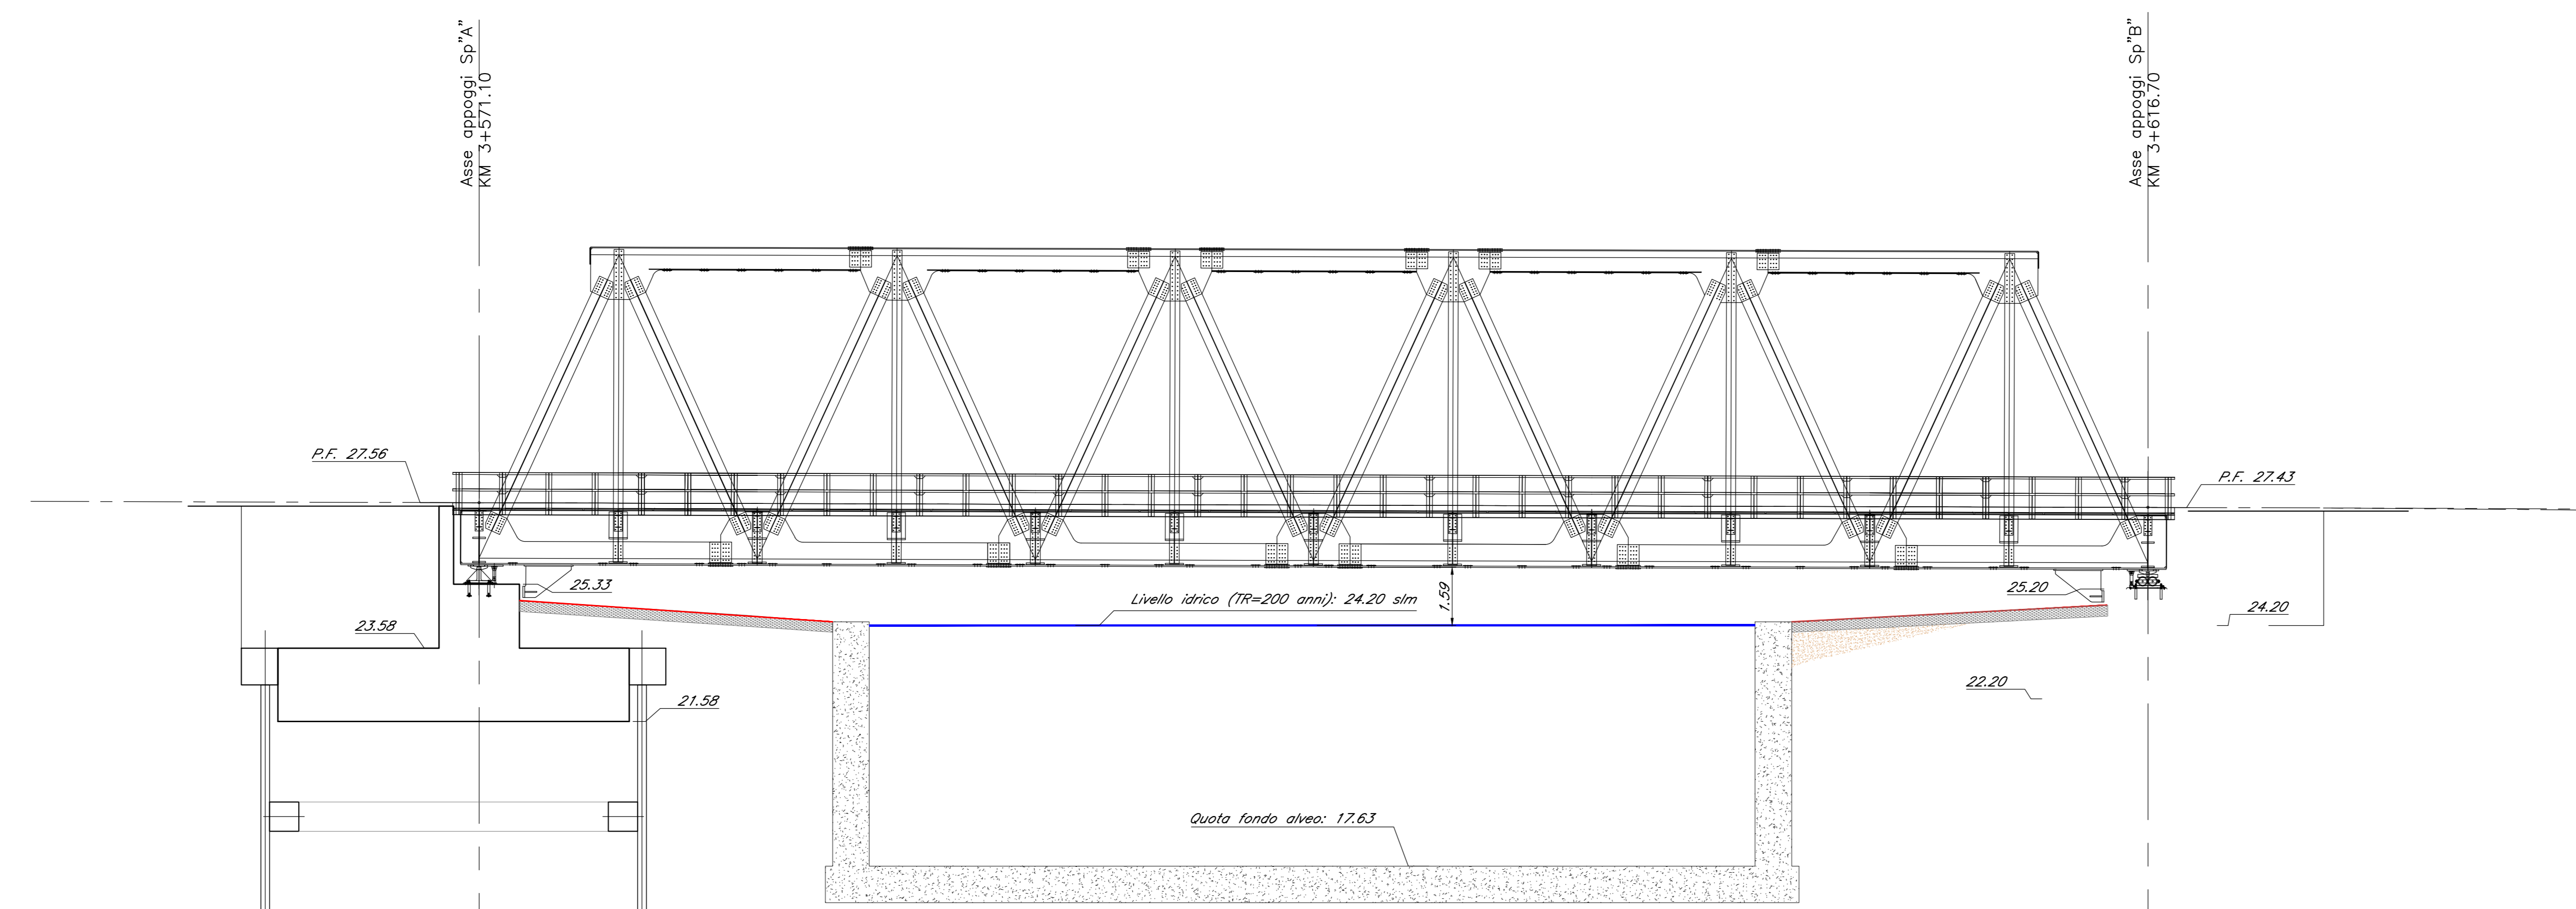 Asse appoggi Sp"A"
KM 3+571.10
Asse appoggi Sp"B"
KM 3+616.70
P.F. 27.56
P.F. 27.43
25.33
Livello idrico (TR=200 anni): 24.20 slm
1.59
25.20
24.20
23.58
22.20
21.58
Quota fondo alveo: 17.63